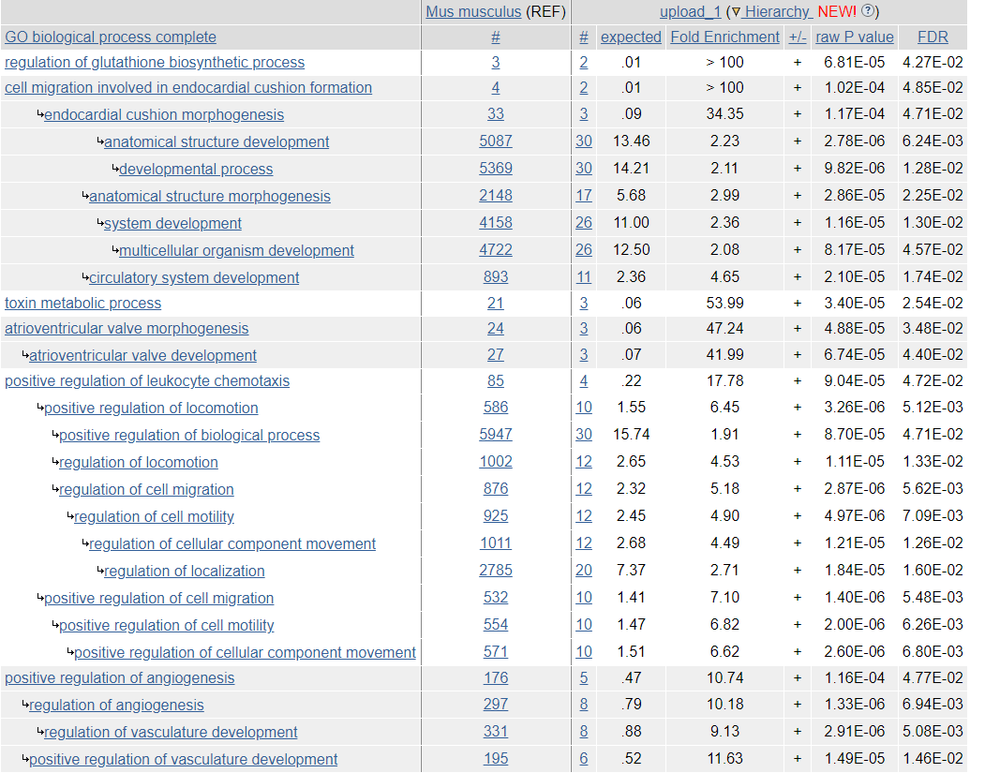 Mus musculus (REF) upload_1 (▽ Hierarchy NEW! ?)
GO biological process complete # # expected Fold Enrichment +/- raw P value FDR
regulation of glutathione biosynthetic process 3 2 .01 > 100 + 6.81E-05 4.27E-02
cell migration involved in endocardial cushion formation 4 2 .01 > 100 + 1.02E-04 4.85E-02
↳endocardial cushion morphogenesis 33 3 .09 34.35 + 1.17E-04 4.71E-02
↳anatomical structure development 5087 30 13.46 2.23 + 2.78E-06 6.24E-03
↳developmental process 5369 30 14.21 2.11 + 9.82E-06 1.28E-02
↳anatomical structure morphogenesis 2148 17 5.68 2.99 + 2.86E-05 2.25E-02
↳system development 4158 26 11.00 2.36 + 1.16E-05 1.30E-02
↳multicellular organism development 4722 26 12.50 2.08 + 8.17E-05 4.57E-02
↳circulatory system development 893 11 2.36 4.65 + 2.10E-05 1.74E-02
toxin metabolic process 21 3 .06 53.99 + 3.40E-05 2.54E-02
atrioventricular valve morphogenesis 24 3 .06 47.24 + 4.88E-05 3.48E-02
↳atrioventricular valve development 27 3 .07 41.99 + 6.74E-05 4.40E-02
positive regulation of leukocyte chemotaxis 85 4 .22 17.78 + 9.04E-05 4.72E-02
↳positive regulation of locomotion 586 10 1.55 6.45 + 3.26E-06 5.12E-03
↳positive regulation of biological process 5947 30 15.74 1.91 + 8.70E-05 4.71E-02
↳regulation of locomotion 1002 12 2.65 4.53 + 1.11E-05 1.33E-02
↳regulation of cell migration 876 12 2.32 5.18 + 2.87E-06 5.62E-03
↳regulation of cell motility 925 12 2.45 4.90 + 4.97E-06 7.09E-03
↳regulation of cellular component movement 1011 12 2.68 4.49 + 1.21E-05 1.26E-02
↳regulation of localization 2785 20 7.37 2.71 + 1.84E-05 1.60E-02
↳positive regulation of cell migration 532 10 1.41 7.10 + 1.40E-06 5.48E-03
↳positive regulation of cell motility 554 10 1.47 6.82 + 2.00E-06 6.26E-03
↳positive regulation of cellular component movement 571 10 1.51 6.62 + 2.60E-06 6.80E-03
positive regulation of angiogenesis 176 5 .47 10.74 + 1.16E-04 4.77E-02
↳regulation of angiogenesis 297 8 .79 10.18 + 1.33E-06 6.94E-03
↳regulation of vasculature development 331 8 .88 9.13 + 2.91E-06 5.08E-03
↳positive regulation of vasculature development 195 6 .52 11.63 + 1.49E-05 1.46E-02